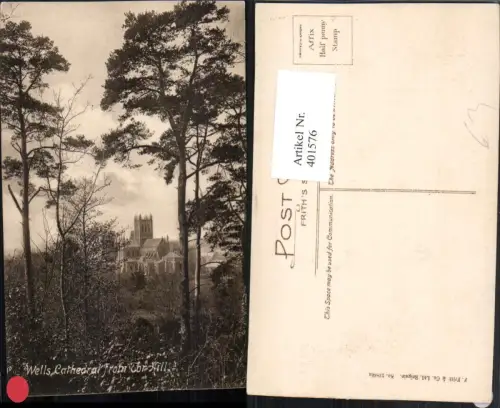 Wells, Cathedral from Tor Hill.
Affix
Half penny
Stamp
Artikel Nr.
401576
POST
FRITH'S
The Address only to
This Space may be used for Communication.
F. Frith & Co. Ltd. Reigate. No.